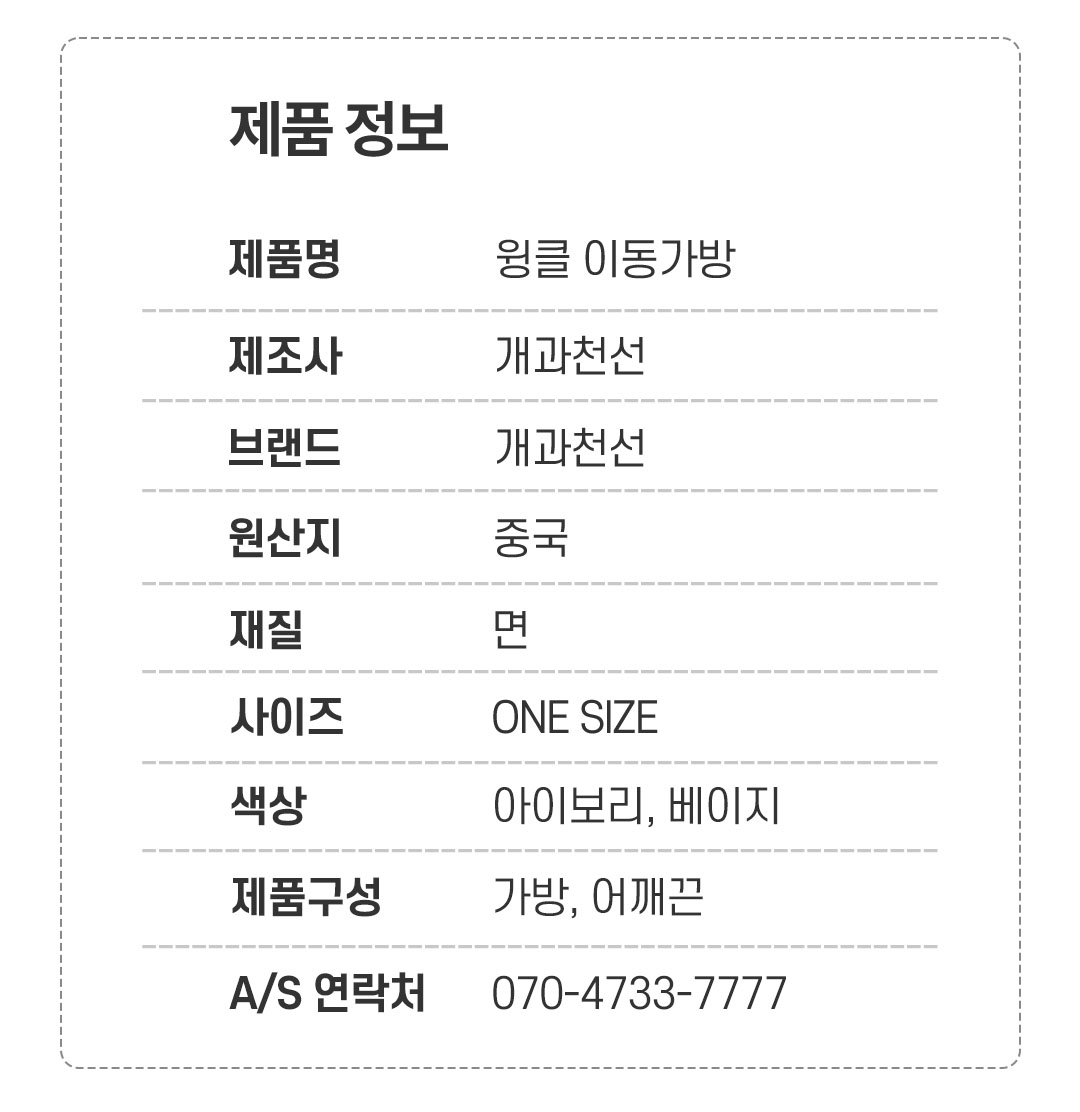 제품 정보
제품명 윙클 이동가방
제조사 개과천선
브랜드 개과천선
원산지 중국
재질 면
사이즈 ONE SIZE
색상 아이보리, 베이지
제품구성 가방, 어깨끈
A/S 연락처 070-4733-7777